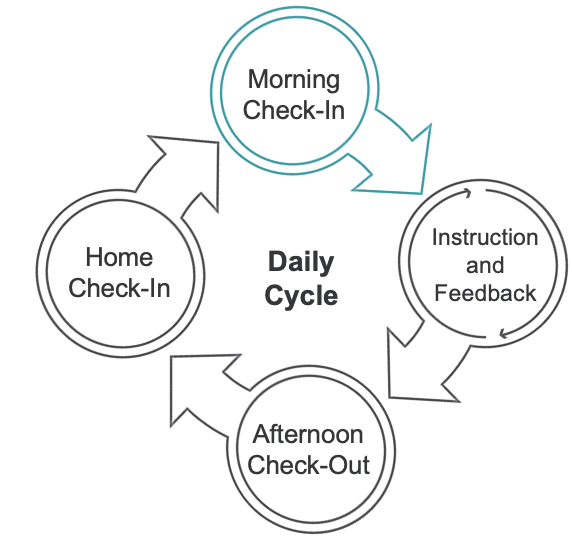 Morning
Check-In
Instruction
and
Feedback
Home
Check-In
Daily
Cycle
Afternoon
Check-Out